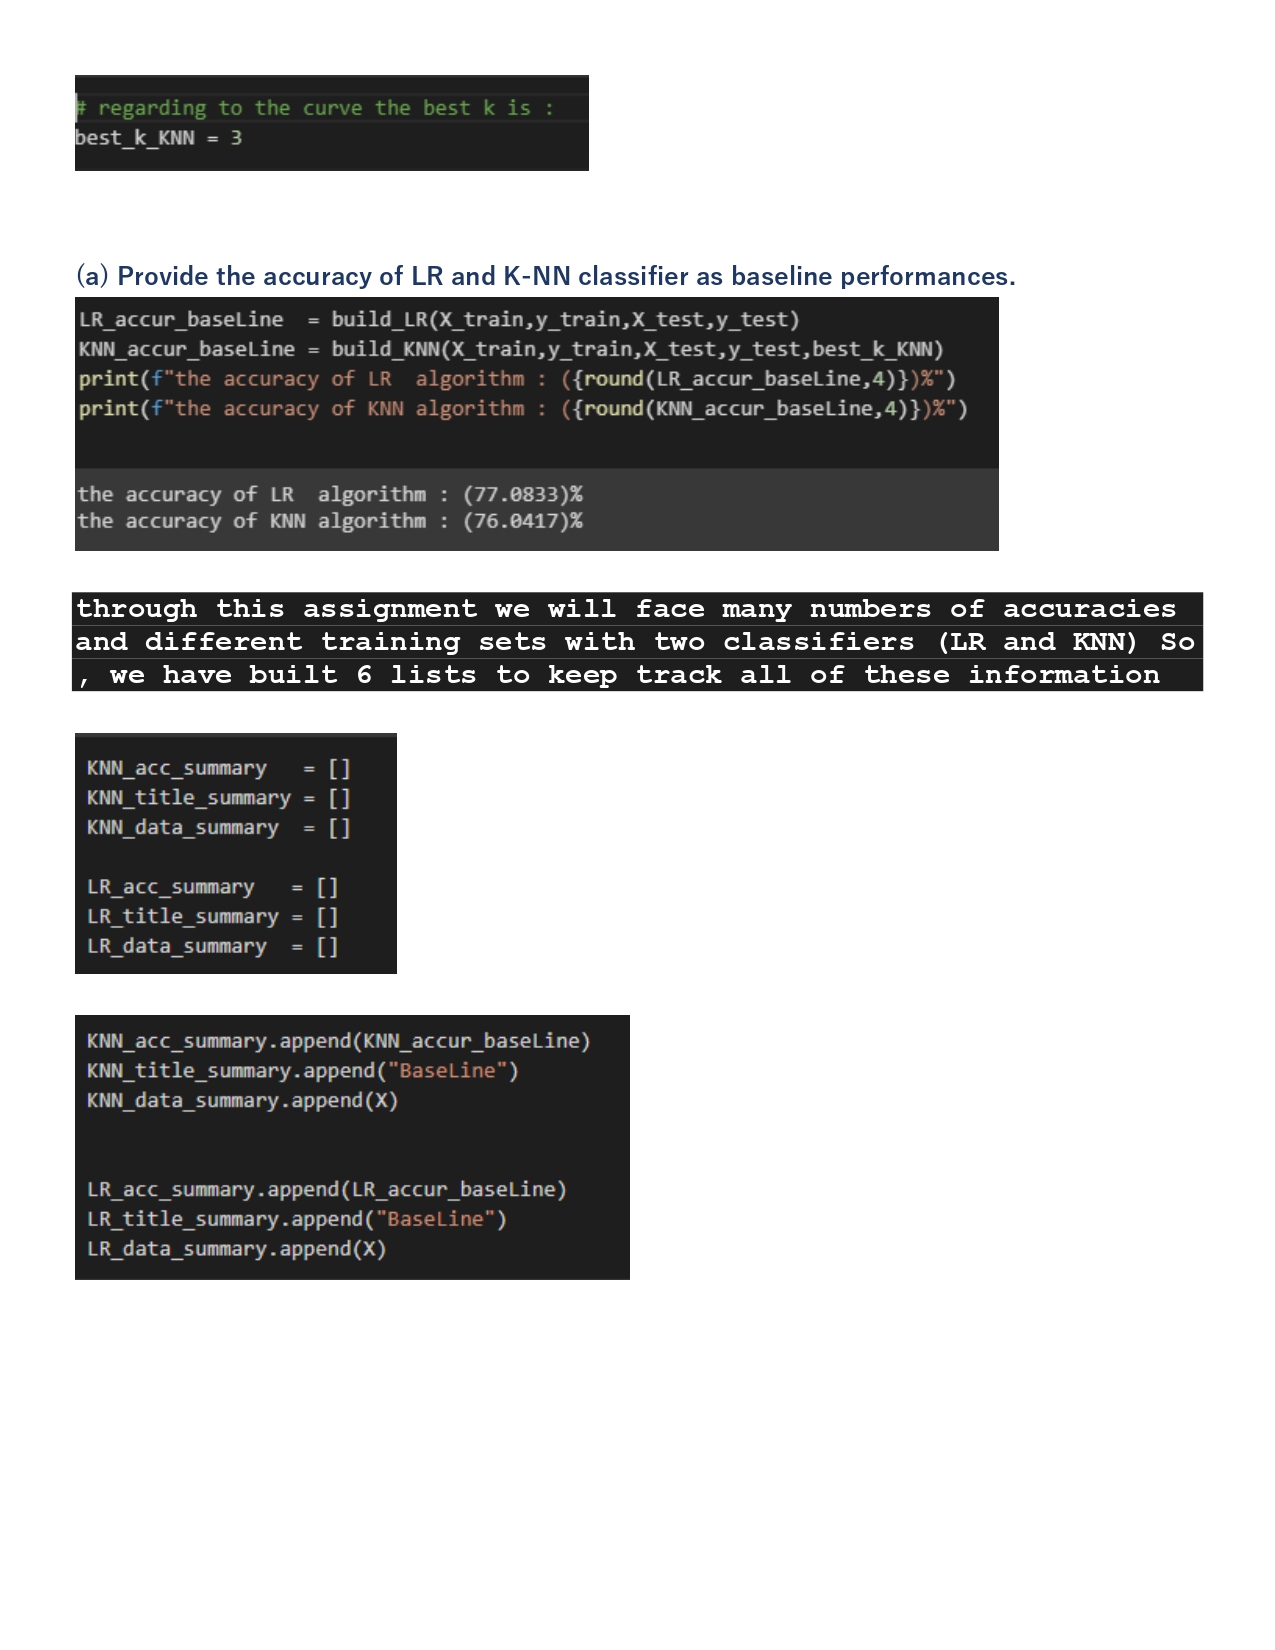 # regarding to the curve the best k is :
best_k_KNN = 3
(a) Provide the accuracy of LR and K-NN classifier as baseline performances.
LR_accur_baseLine  = build_LR(X_train,y_train,X_test,y_test)
KNN_accur_baseLine = build_KNN(X_train,y_train,X_test,y_test,best_k_KNN)
print(f"the accuracy of LR  algorithm : ({round(LR_accur_baseLine,4)})%")
print(f"the accuracy of KNN algorithm : ({round(KNN_accur_baseLine,4)})%")
the accuracy of LR  algorithm : (77.0833)%
the accuracy of KNN algorithm : (76.0417)%
through this assignment we will face many numbers of accuracies
and different training sets with two classifiers (LR and KNN) So
, we have built 6 lists to keep track all of these information
KNN_acc_summary   = []
KNN_title_summary = []
KNN_data_summary  = []
LR_acc_summary   = []
LR_title_summary = []
LR_data_summary  = []
KNN_acc_summary.append(KNN_accur_baseLine)
KNN_title_summary.append("BaseLine")
KNN_data_summary.append(X)
LR_acc_summary.append(LR_accur_baseLine)
LR_title_summary.append("BaseLine")
LR_data_summary.append(X)